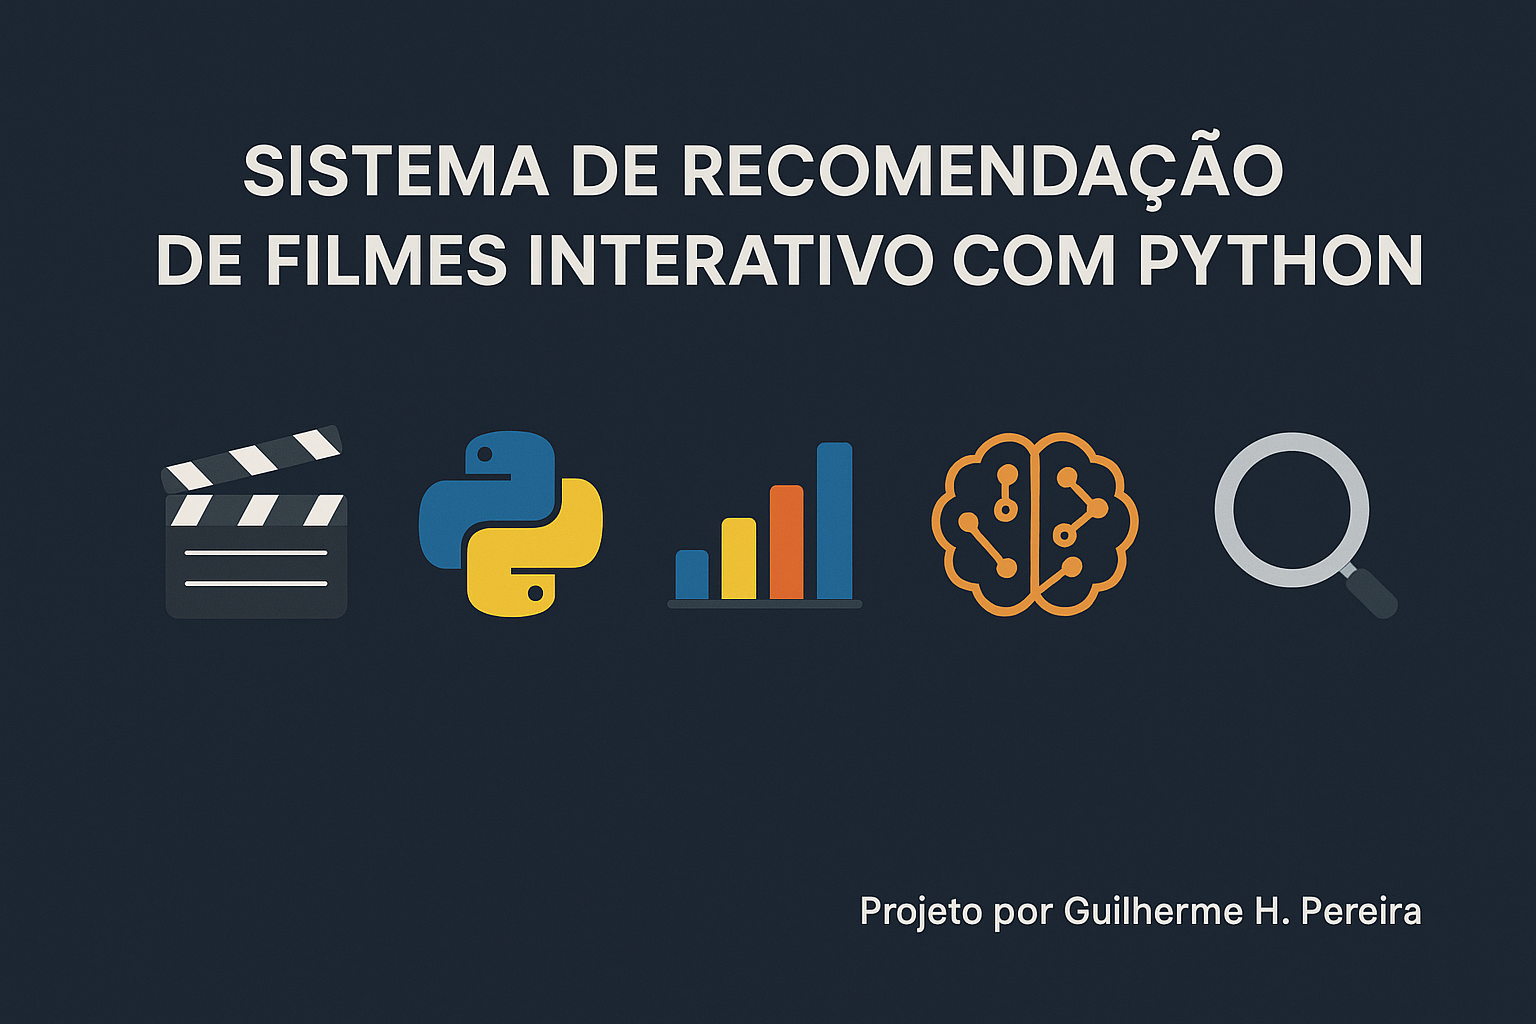 SISTEMA DE RECOMENDAÇÃO
DE FILMES INTERATIVO COM PYTHON
Projeto por Guilherme H. Pereira